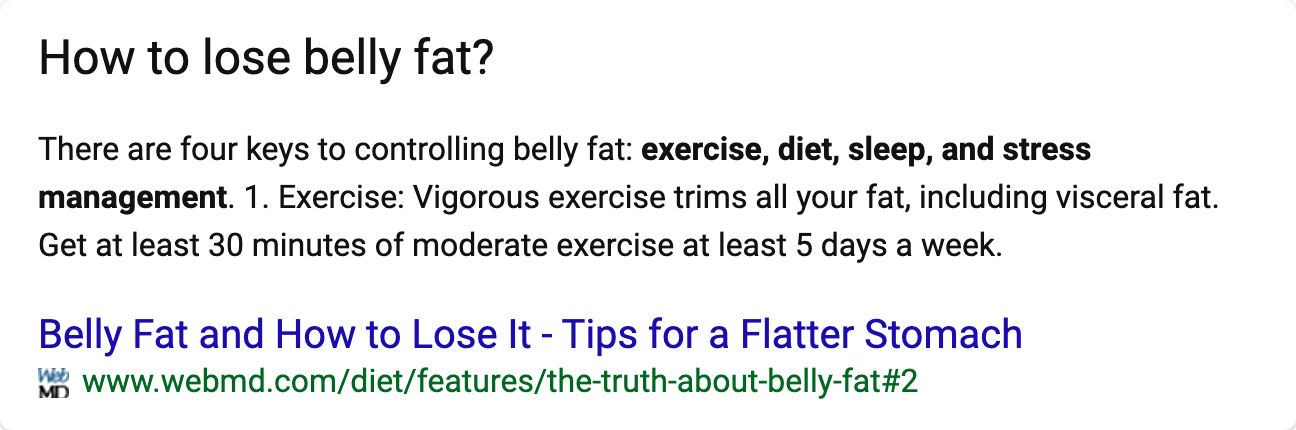 How to lose belly fat?
There are four keys to controlling belly fat: exercise, diet, sleep, and stress
management. 1. Exercise: Vigorous exercise trims all your fat, including visceral fat.
Get at least 30 minutes of moderate exercise at least 5 days a week.
Belly Fat and How to Lose It - Tips for a Flatter Stomach
Web
MD
www.webmd.com/diet/features/the-truth-about-belly-fat#2